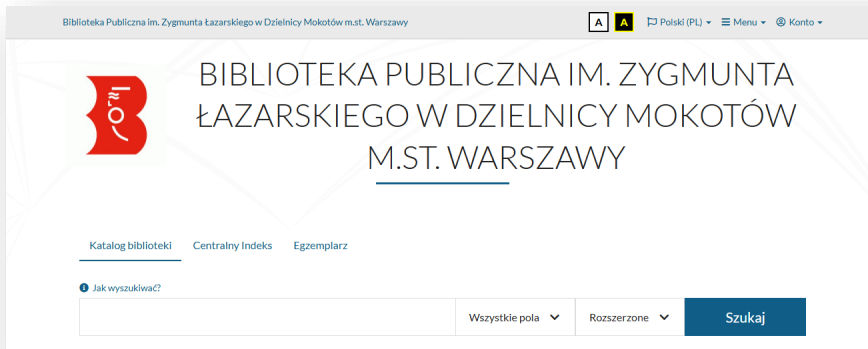 Biblioteka Publiczna im. Zygmunta Łazarskiego w Dzielnicy Mokotów m.st. Warszawy A A Polski (PL) Menu Konto
BIBLIOTEKA PUBLICZNA IM. ZYGMUNTA
ŁAZARSKIEGO W DZIELNICY MOKOTÓW
M.ST. WARSZAWY
Katalog biblioteki Centralny Indeks Egzemplarz
Jak wyszukiwać?
Wszystkie pola Rozszerzone Szukaj